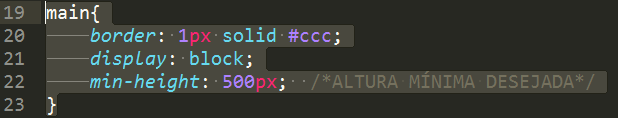 19 main{
20 border: 1px solid #ccc;
21 display: block;
22 min-height: 500px; /*ALTURA MÍNIMA DESEJADA*/
23 }